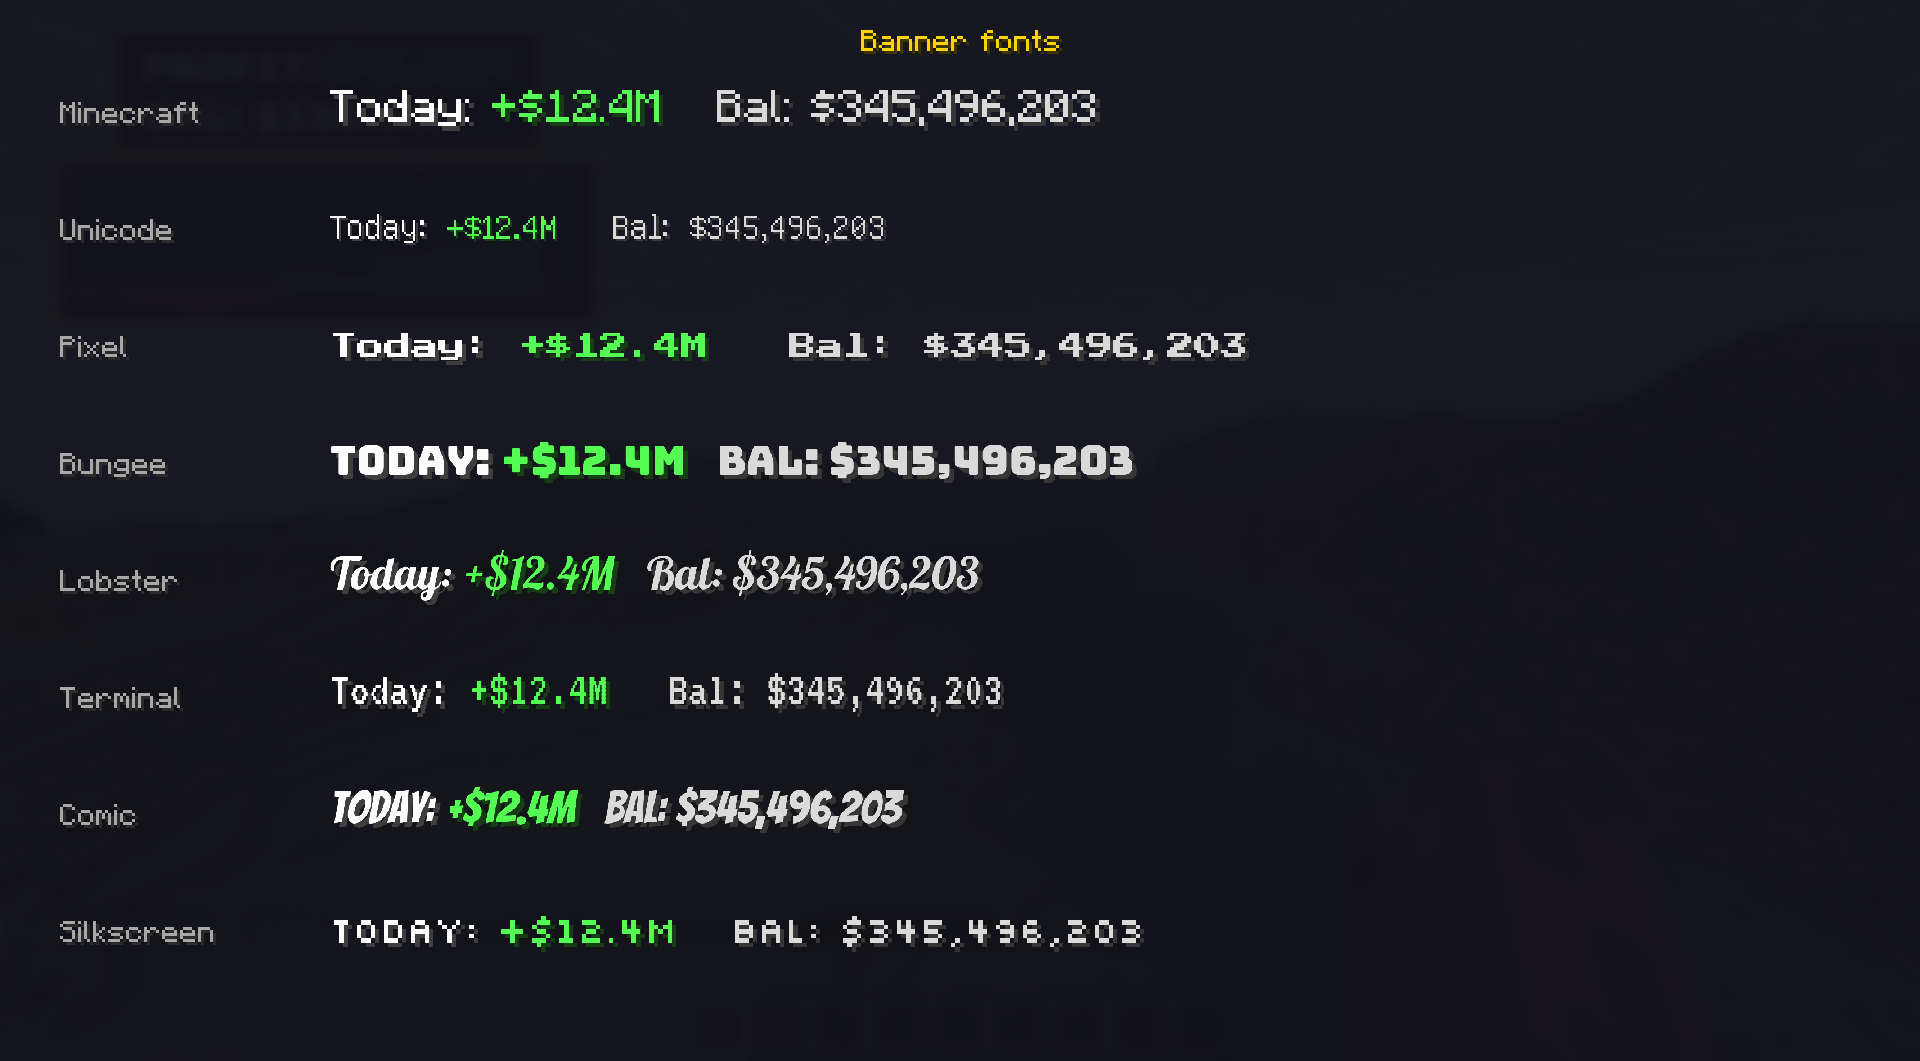 Banner fonts
Minecraft Today: +$12.4M Bal: $345,496,203
Unicode Today: +$12.4M Bal: $345,496,203
Pixel Today: +$12.4M Bal: $345,496,203
Bungee TODAY: +$12.4M BAL: $345,496,203
Lobster Today: +$12.4M Bal: $345,496,203
Terminal Today: +$12.4M Bal: $345,496,203
Comic TODAY: +$12.4M BAL: $345,496,203
Silkscreen TODAY: +$12.4M BAL: $345,496,203